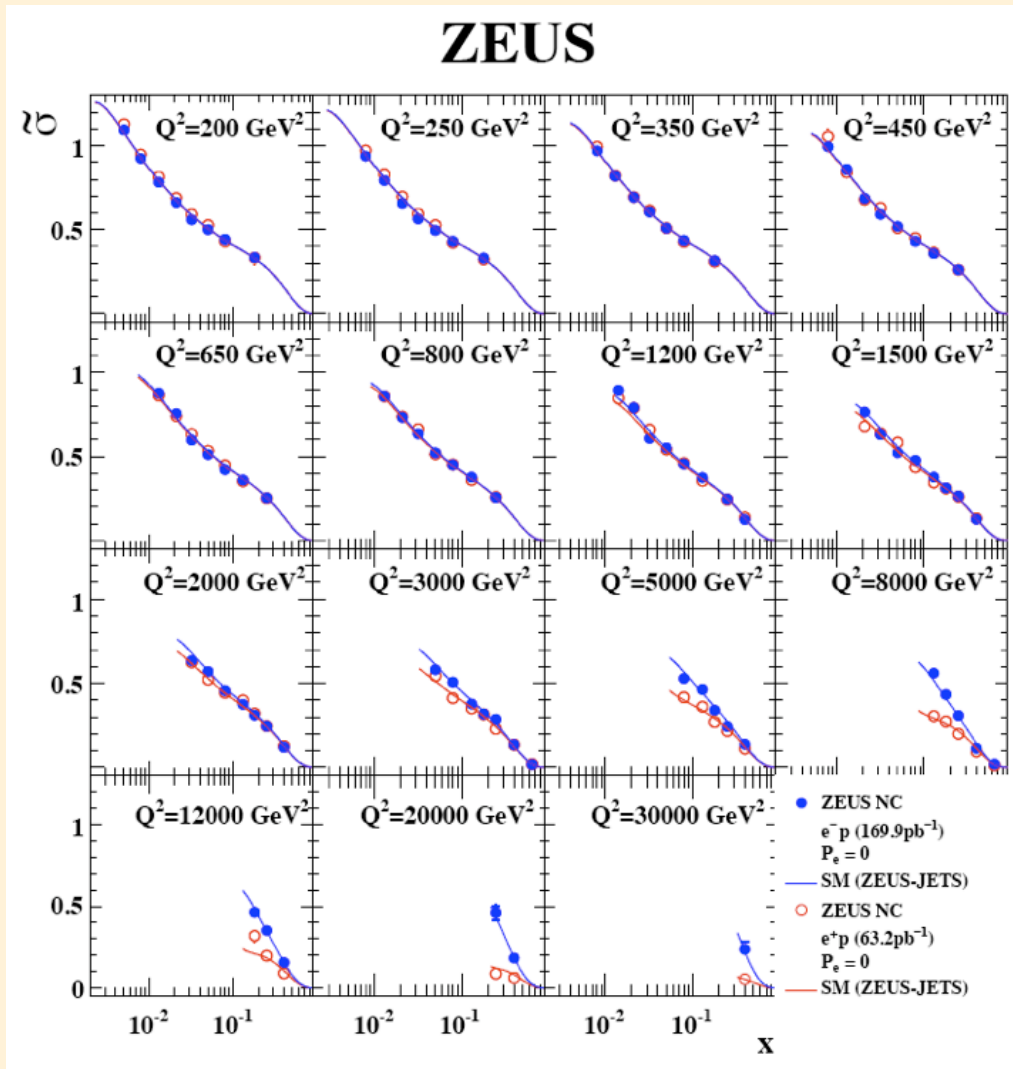 ZEUS
σ̃
Q²=200 GeV²
Q²=250 GeV²
Q²=350 GeV²
Q²=450 GeV²
1
0.5
Q²=650 GeV²
Q²=800 GeV²
Q²=1200 GeV²
Q²=1500 GeV²
1
0.5
Q²=2000 GeV²
Q²=3000 GeV²
Q²=5000 GeV²
Q²=8000 GeV²
1
0.5
Q²=12000 GeV²
Q²=20000 GeV²
Q²=30000 GeV²
1
0.5
0
ZEUS NC
e⁻p (169.9pb⁻¹)
Pₑ = 0
SM (ZEUS-JETS)
ZEUS NC
e⁺p (63.2pb⁻¹)
Pₑ = 0
SM (ZEUS-JETS)
10⁻² 10⁻¹ 10⁻² 10⁻¹ 10⁻² 10⁻¹
x